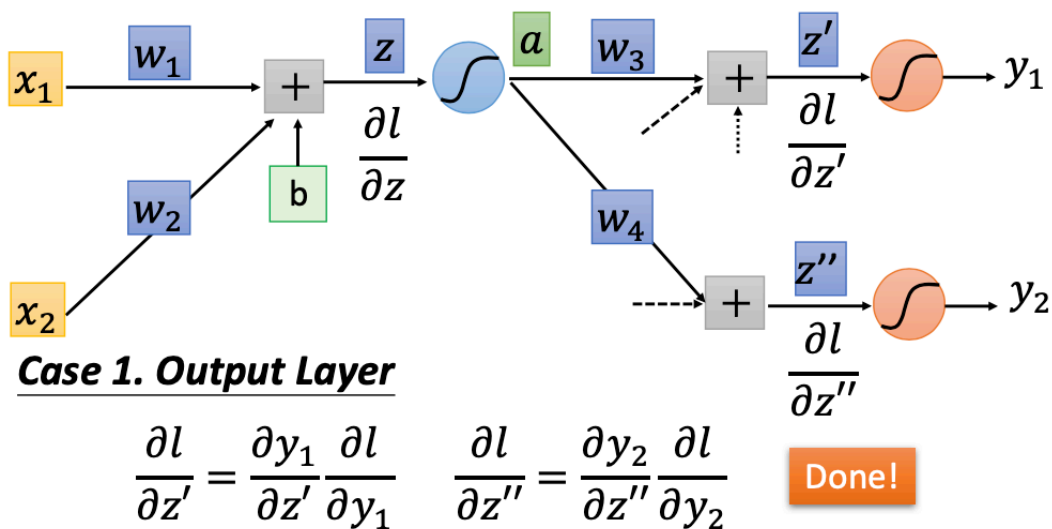 x₁ w₁ + z a w₃ + z′ y₁
∂l/∂z ∂l/∂z′
b
w₂ w₄
x₂ + z″ y₂
∂l/∂z″
Case 1. Output Layer
∂l/∂z′ = ∂y₁/∂z′ ∂l/∂y₁ ∂l/∂z″ = ∂y₂/∂z″ ∂l/∂y₂ Done!